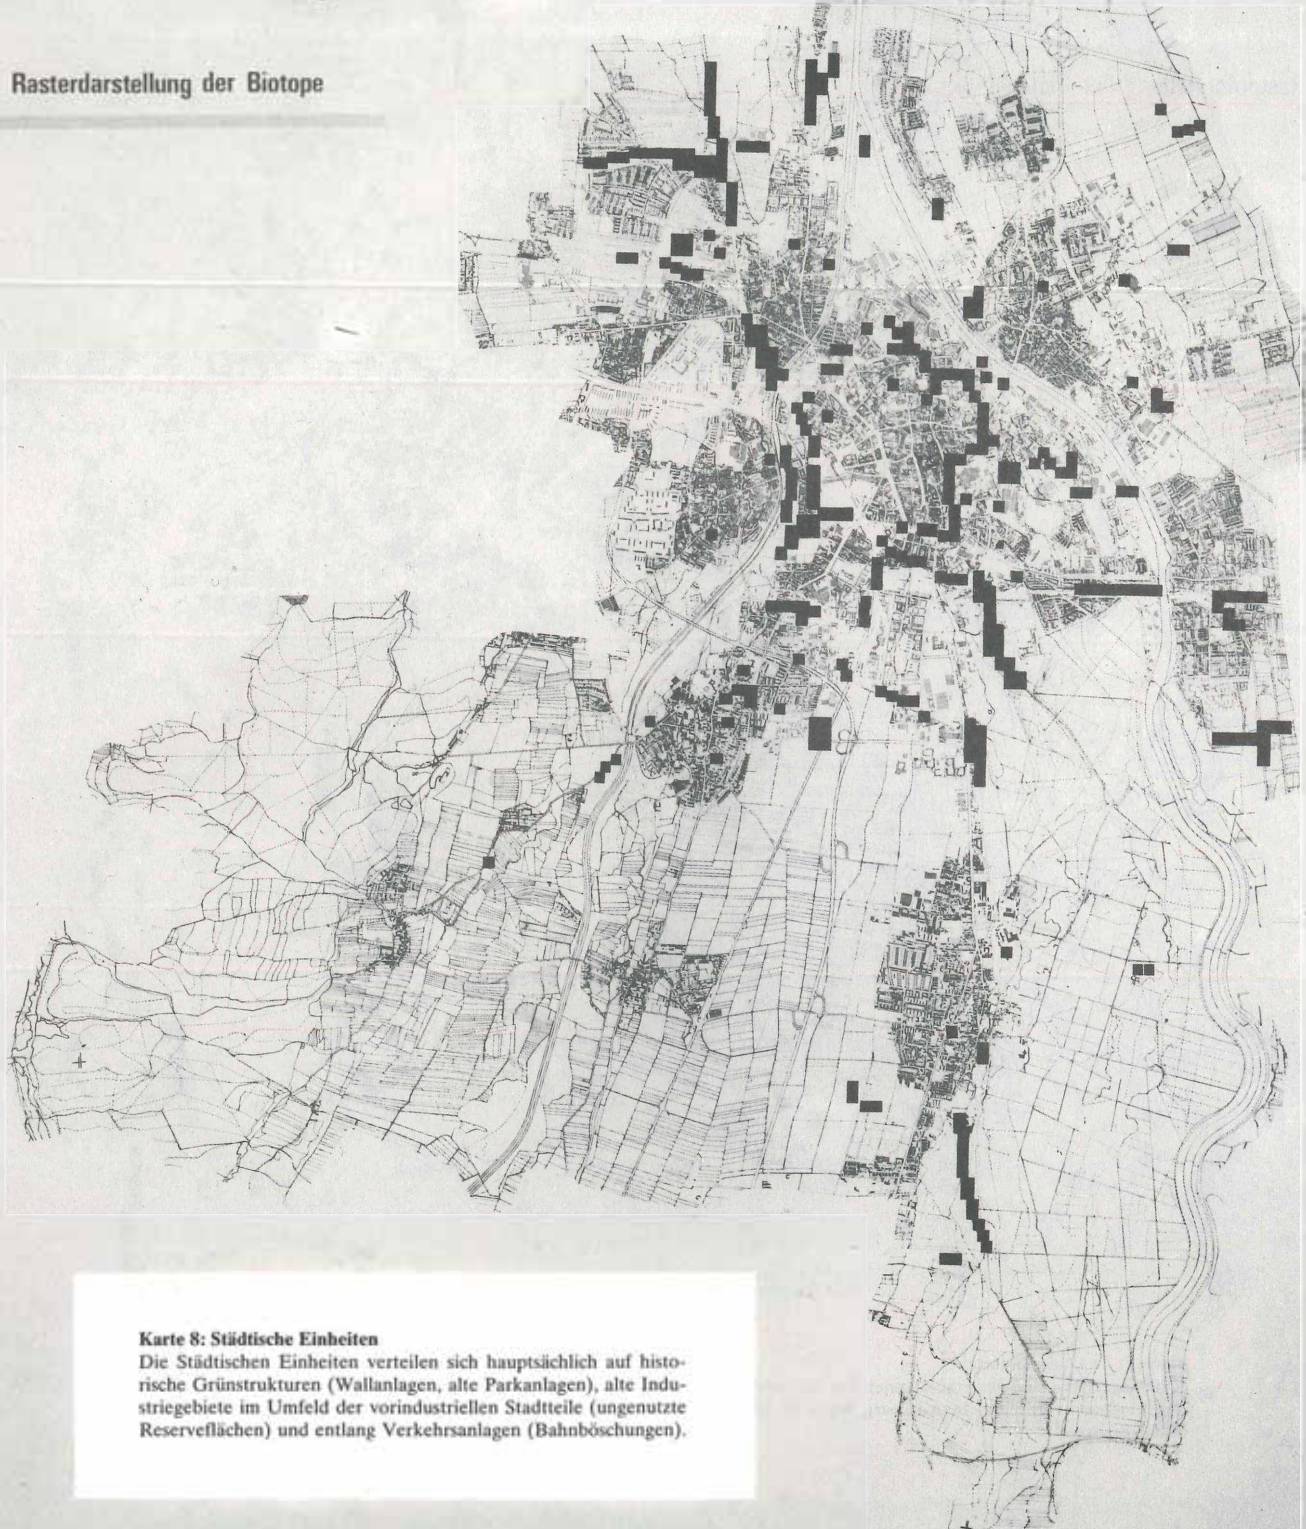 Rasterdarstellung der Biotope
Karte 8: Städtische Einheiten
Die Städtischen Einheiten verteilen sich hauptsächlich auf histo-
rische Grünstrukturen (Wallanlagen, alte Parkanlagen), alte Indu-
striegebiete im Umfeld der vorindustriellen Stadtteile (ungenutzte
Reserveflächen) und entlang Verkehrsanlagen (Bahnböschungen).